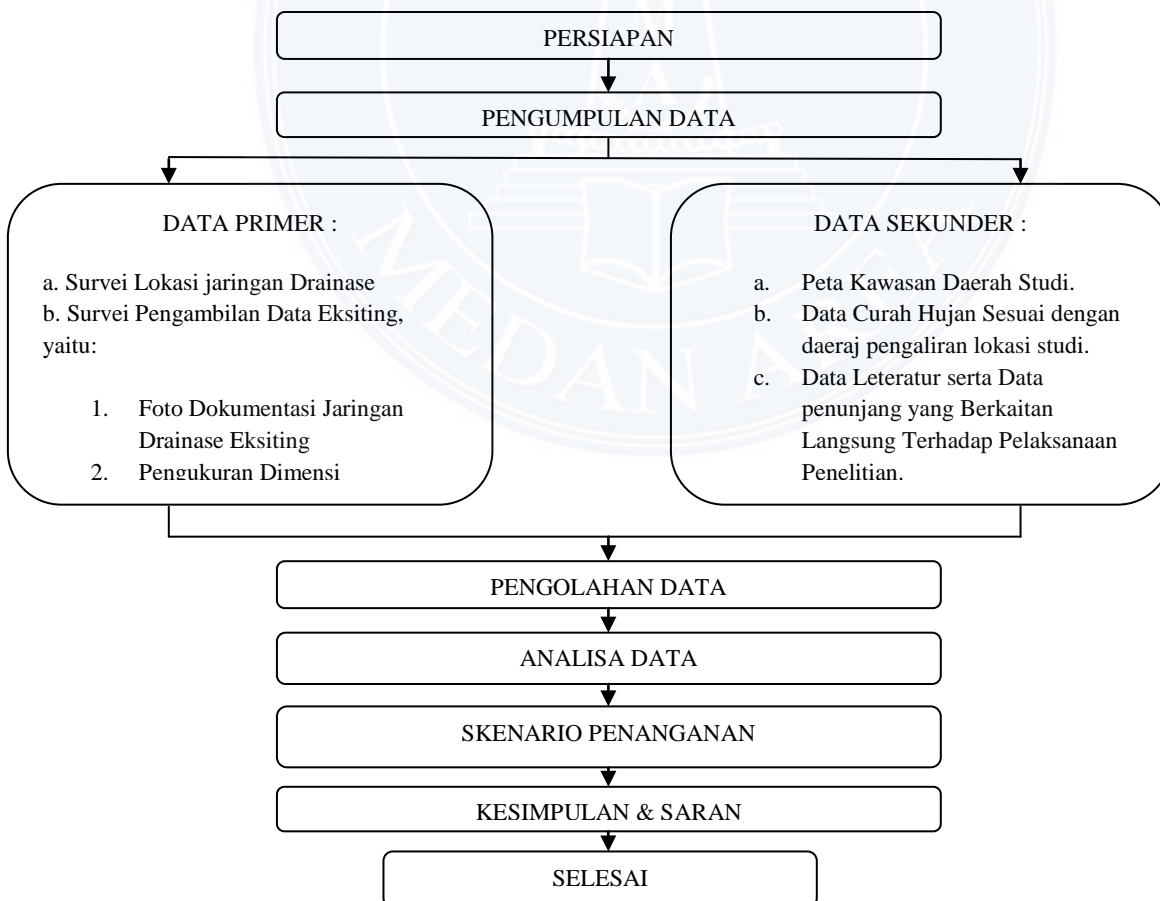 PERSIAPAN
PENGUMPULAN DATA
DATA PRIMER :
a. Survei Lokasi jaringan Drainase
b. Survei Pengambilan Data Eksiting,
yaitu:
1. Foto Dokumentasi Jaringan
Drainase Eksiting
2. Pengukuran Dimensi
DATA SEKUNDER :
a. Peta Kawasan Daerah Studi.
b. Data Curah Hujan Sesuai dengan
daeraj pengaliran lokasi studi.
c. Data Leteratur serta Data
penunjang yang Berkaitan
Langsung Terhadap Pelaksanaan
Penelitian.
PENGOLAHAN DATA
ANALISA DATA
SKENARIO PENANGANAN
KESIMPULAN & SARAN
SELESAI
M
A
MEDAN AREA